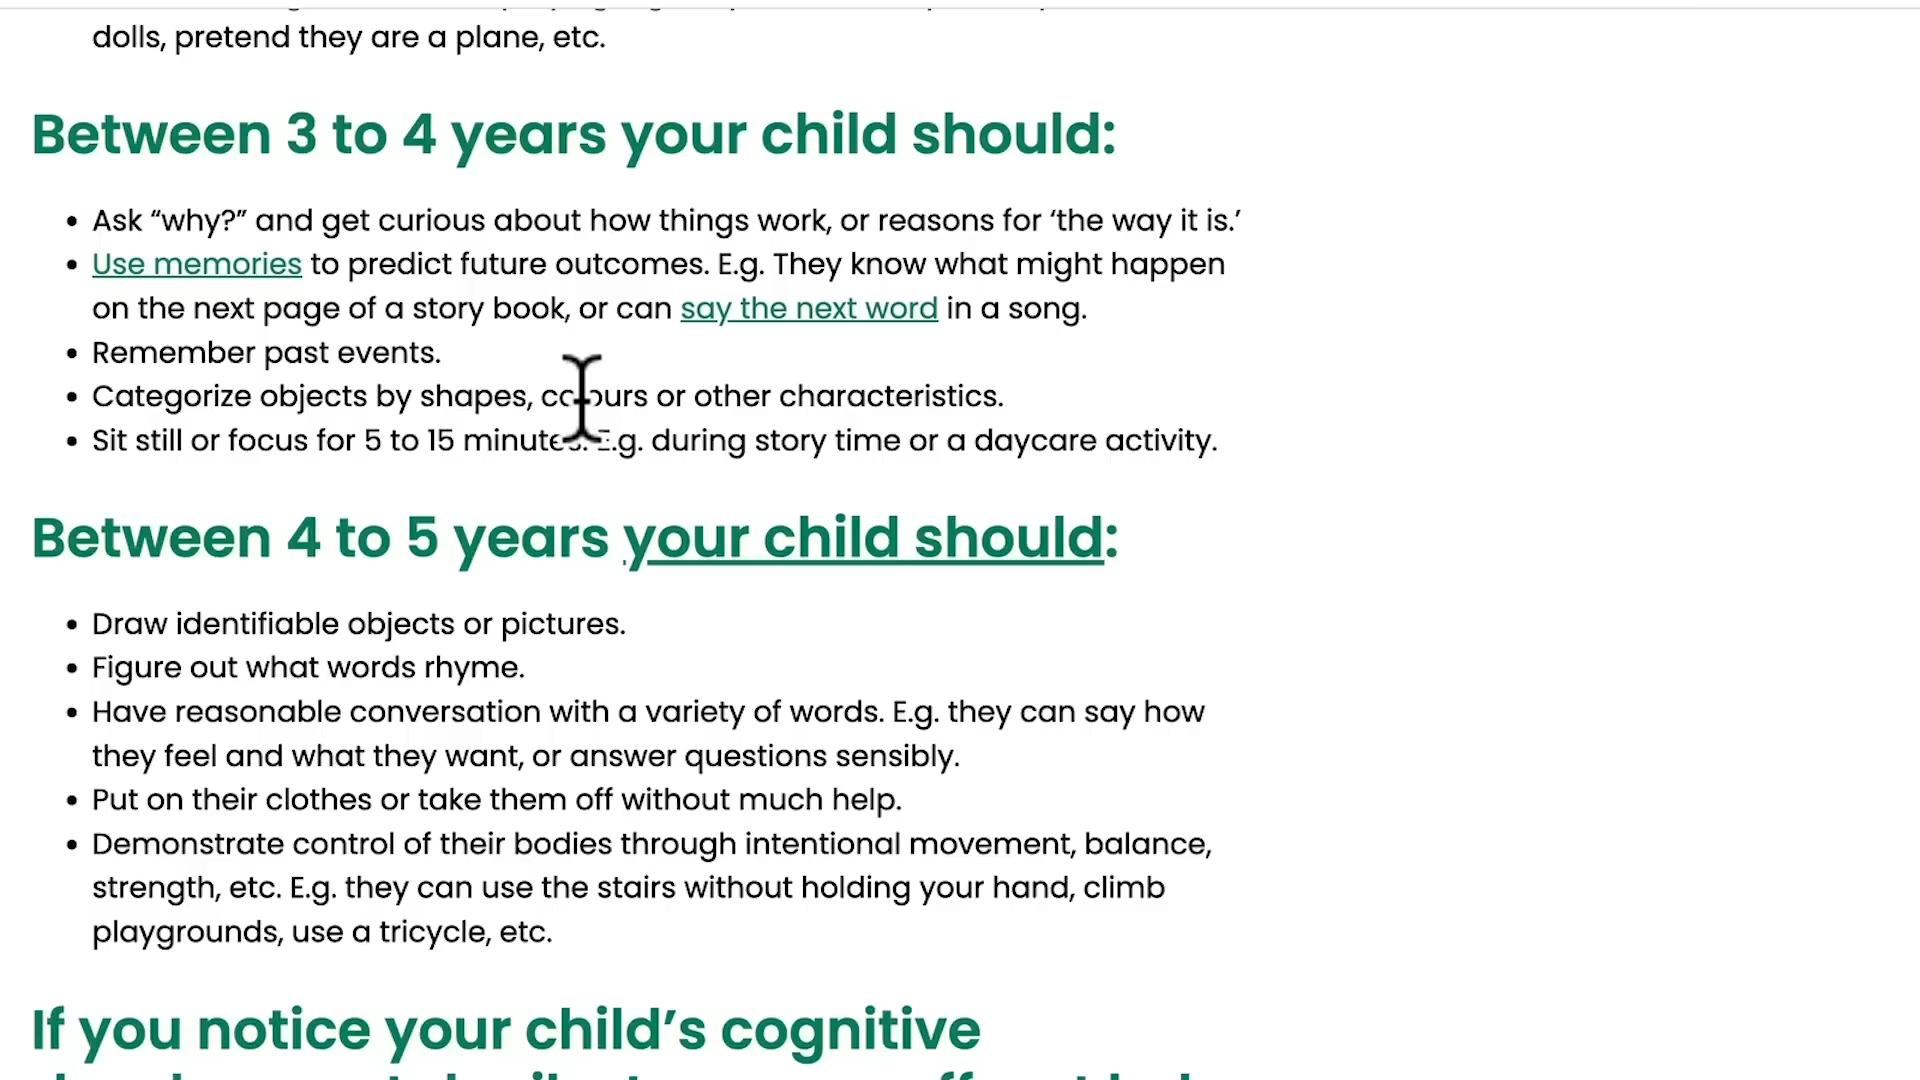 dolls, pretend they are a plane, etc.
Between 3 to 4 years your child should:
• Ask “why?” and get curious about how things work, or reasons for ‘the way it is.’
• Use memories to predict future outcomes. E.g. They know what might happen
on the next page of a story book, or can say the next word in a song.
• Remember past events.
• Categorize objects by shapes, colours or other characteristics.
• Sit still or focus for 5 to 15 minutes. E.g. during story time or a daycare activity.
Between 4 to 5 years your child should:
• Draw identifiable objects or pictures.
• Figure out what words rhyme.
• Have reasonable conversation with a variety of words. E.g. they can say how
they feel and what they want, or answer questions sensibly.
• Put on their clothes or take them off without much help.
• Demonstrate control of their bodies through intentional movement, balance,
strength, etc. E.g. they can use the stairs without holding your hand, climb
playgrounds, use a tricycle, etc.
If you notice your child’s cognitive